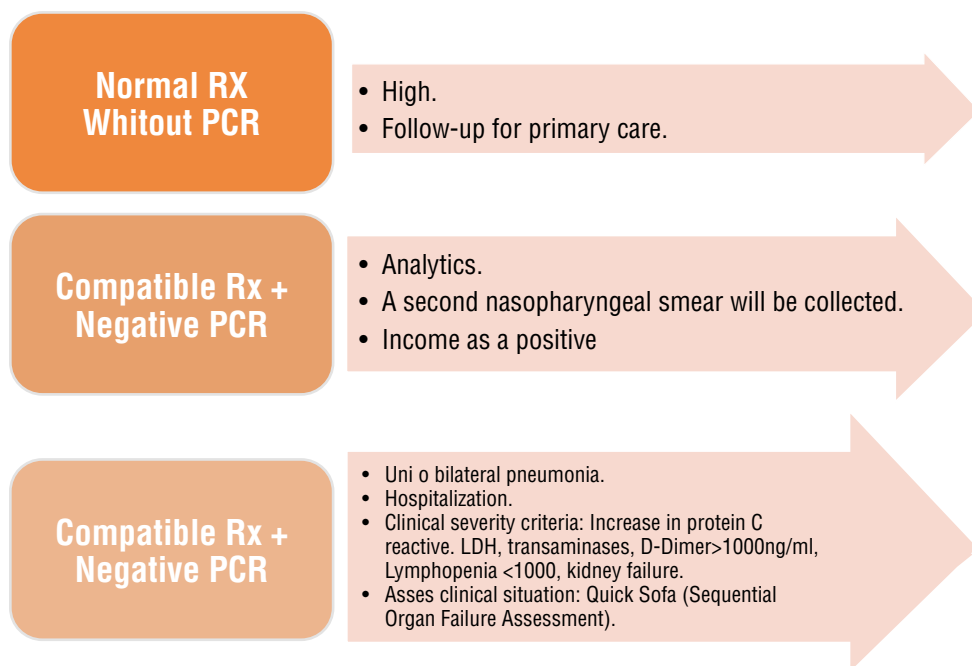 Normal RX
Whitout PCR
• High.
• Follow-up for primary care.
Compatible Rx +
Negative PCR
• Analytics.
• A second nasopharyngeal smear will be collected.
• Income as a positive
Compatible Rx +
Negative PCR
• Uni o bilateral pneumonia.
• Hospitalization.
• Clinical severity criteria: Increase in protein C
reactive. LDH, transaminases, D-Dimer>1000ng/ml,
Lymphopenia <1000, kidney failure.
• Asses clinical situation: Quick Sofa (Sequential
Organ Failure Assessment).